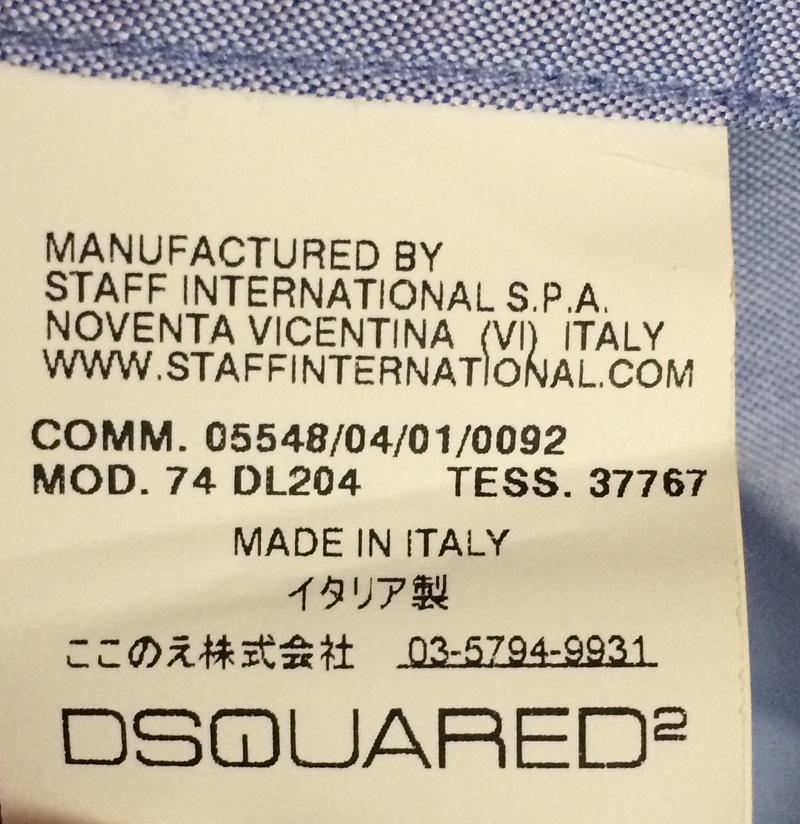 MANUFACTURED BY
STAFF INTERNATIONAL S.P.A.
NOVENTA VICENTINA (VI) ITALY
WWW.STAFFINTERNATIONAL.COM
COMM. 05548/04/01/0092
MOD. 74 DL204 TESS. 37767
MADE IN ITALY
イタリア製
ここのえ株式会社 03-5794-9931
DSQUARED²